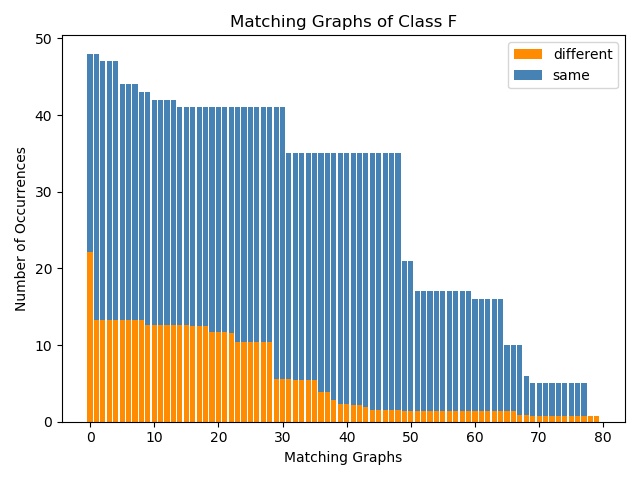 Matching Graphs of Class F
different
same
Number of Occurrences
50
40
30
20
10
0
0 10 20 30 40 50 60 70 80
Matching Graphs